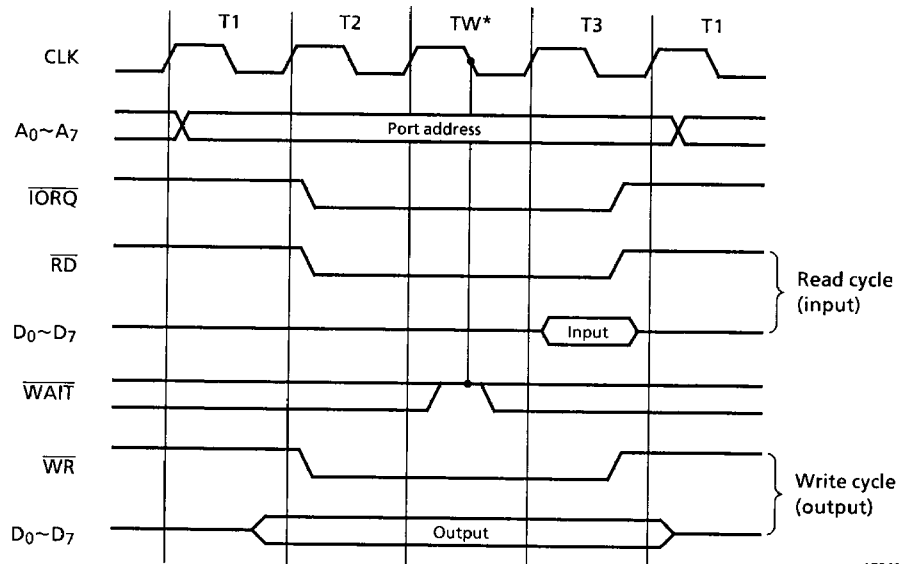 T1 T2 TW* T3 T1
CLK
A0~A7 Port address
IORQ
RD
Read cycle
(input)
D0~D7 Input
WAIT
WR
Write cycle
(output)
D0~D7 Output